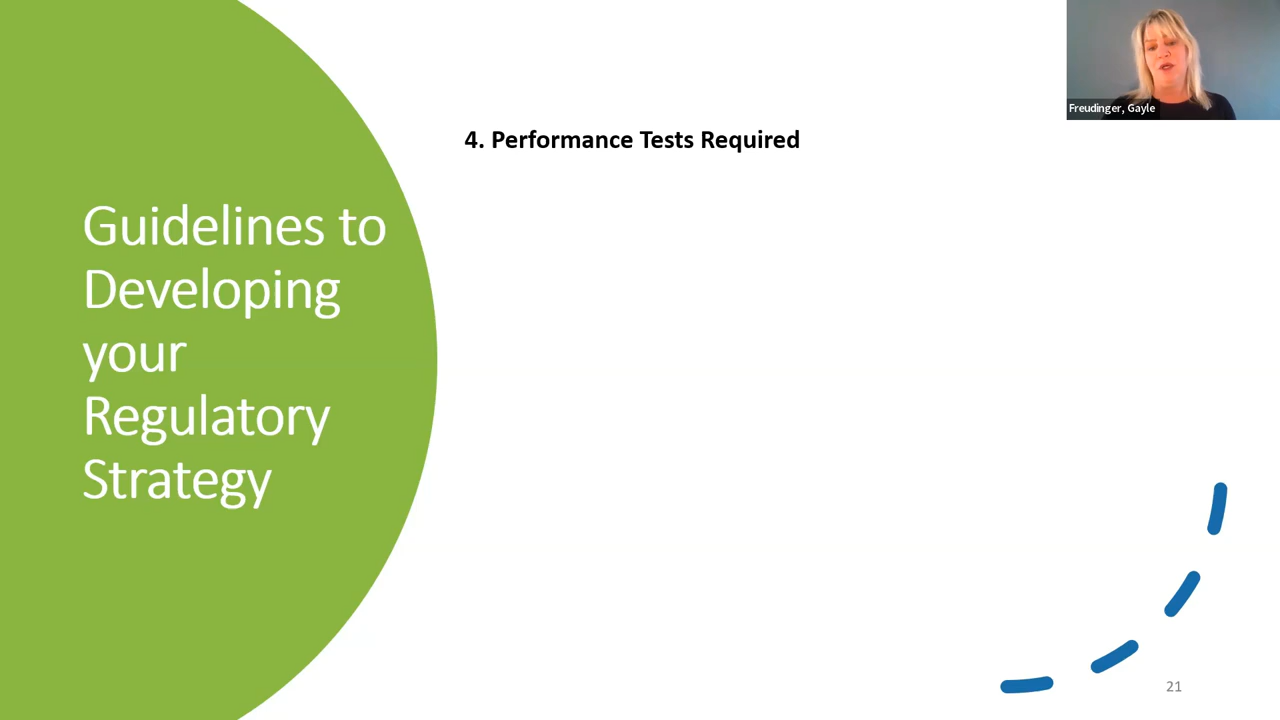 Freudinger, Gayle
4. Performance Tests Required
Guidelines to
Developing
your
Regulatory
Strategy
21